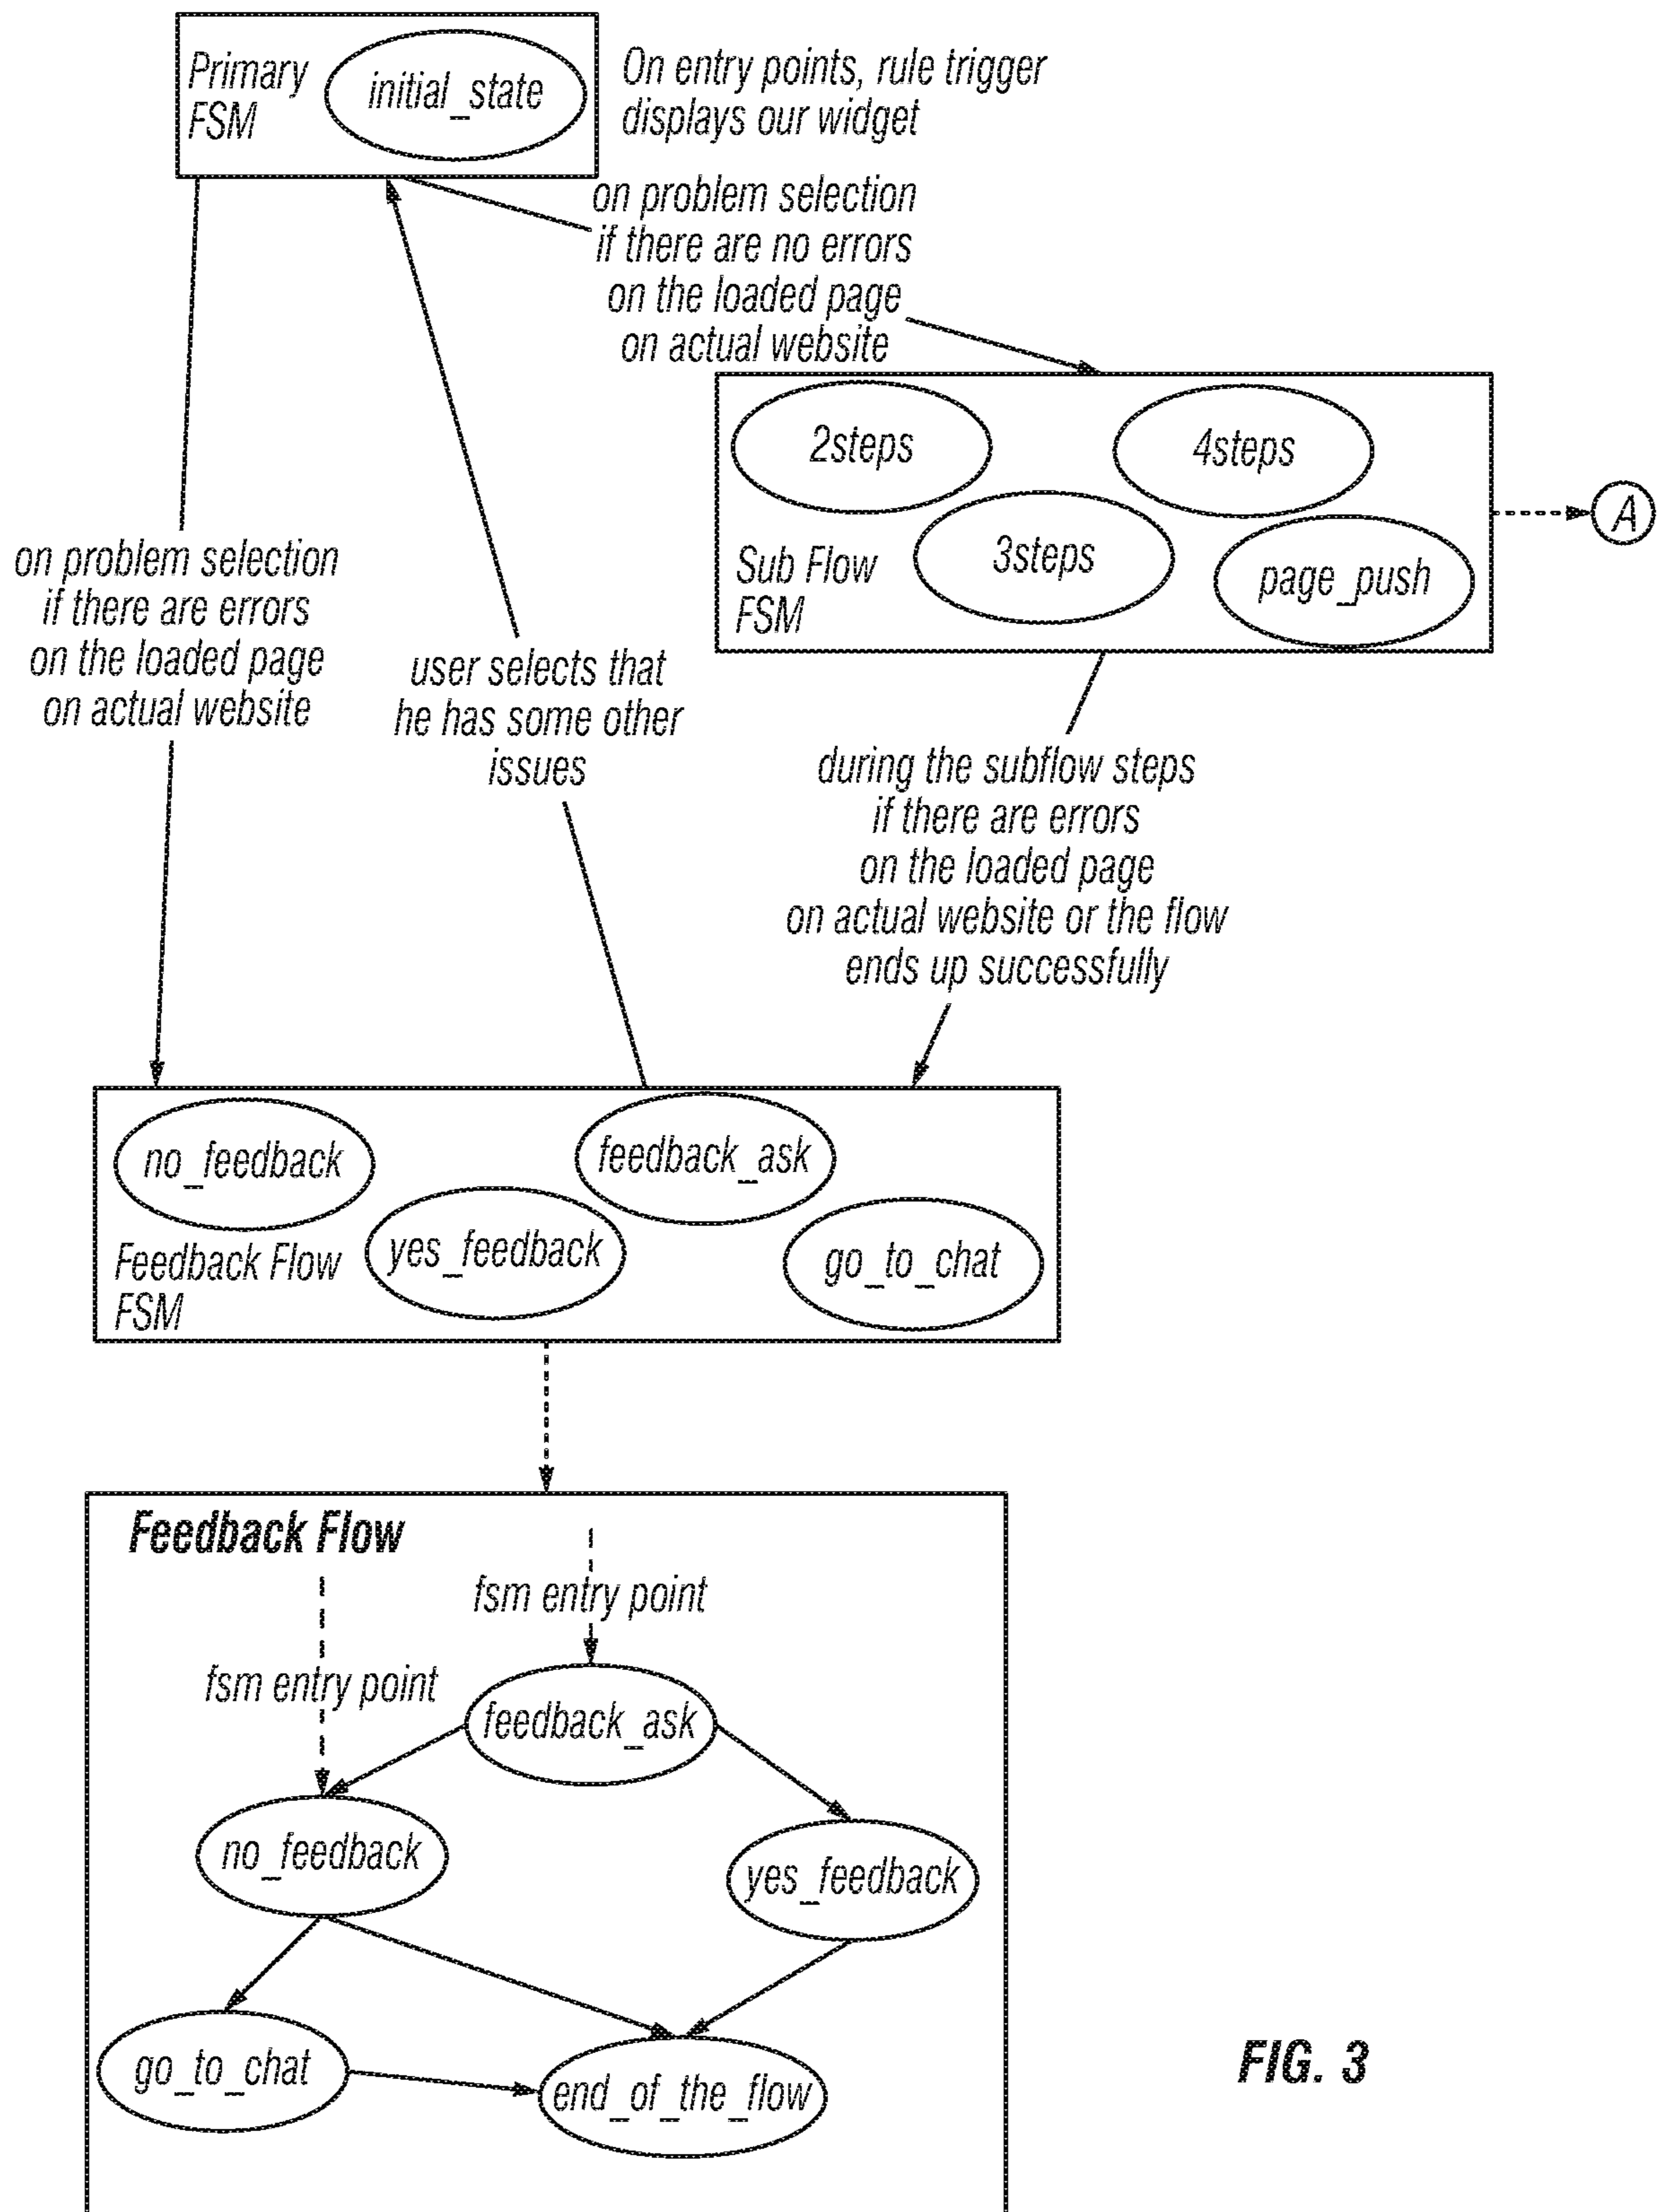 Primary
FSM
initial_state
On entry points, rule trigger
displays our widget
on problem selection
if there are no errors
on the loaded page
on actual website
2steps
4steps
3steps
page_push
Sub Flow
FSM
A
on problem selection
if there are errors
on the loaded page
on actual website
user selects that
he has some other
issues
during the subflow steps
if there are errors
on the loaded page
on actual website or the flow
ends up successfully
no_feedback
feedback_ask
yes_feedback
go_to_chat
Feedback Flow
FSM
Feedback Flow
fsm entry point
fsm entry point
feedback_ask
no_feedback
yes_feedback
go_to_chat
end_of_the_flow
FIG. 3